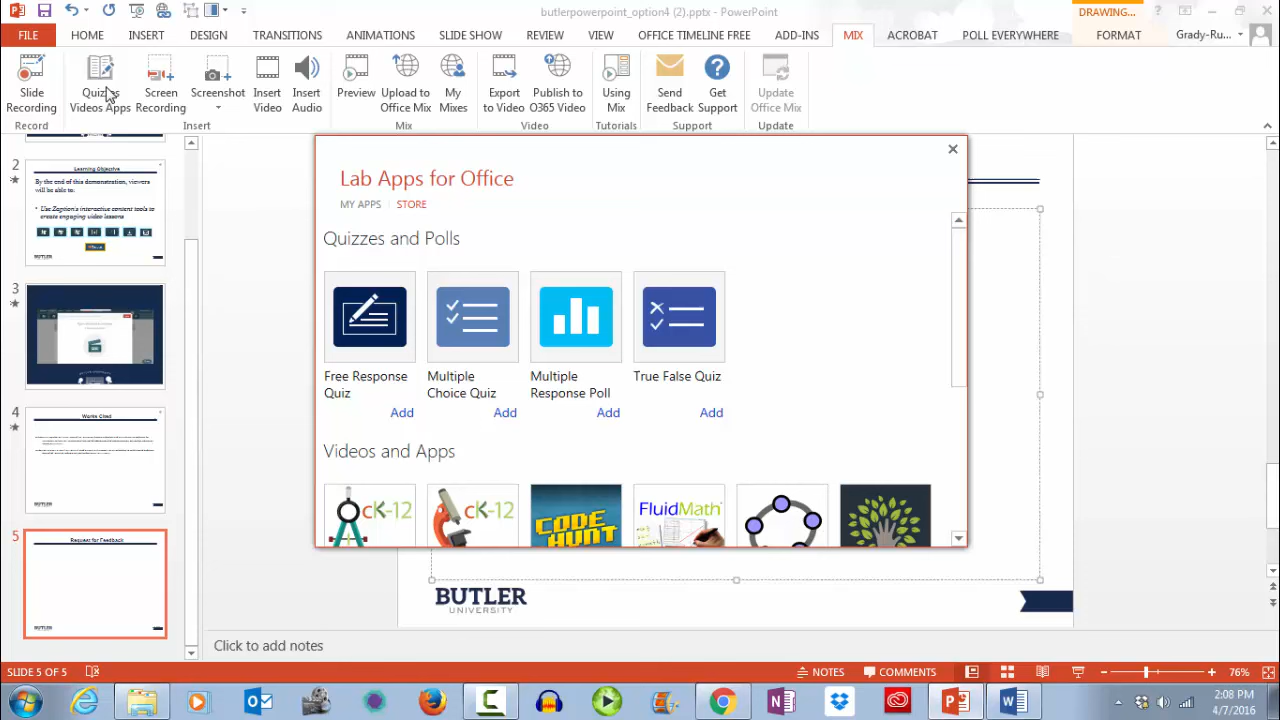 butlerpowerpoint_option4 (2).pptx - PowerPoint
DRAWING...
FILE HOME INSERT DESIGN TRANSITIONS ANIMATIONS SLIDE SHOW REVIEW VIEW OFFICE TIMELINE FREE ADD-INS MIX ACROBAT POLL EVERYWHERE FORMAT Grady-Ru...
Slide Recording
Quizzes Videos Apps
Screen Recording
Screenshot
Insert Video
Insert Audio
Preview
Upload to Office Mix
My Mixes
Export to Video
Publish to O365 Video
Using Mix
Send Feedback
Get Support
Update Office Mix
Record Insert Mix Video Tutorials Support Update
2
Learning Objective
By the end of this demonstration, viewers
will be able to:
• Use Zaption's interactive content tools to
create engaging video lessons
BUTLER
3
4
Works Cited
BUTLER
5
Request for Feedback
BUTLER
Lab Apps for Office
MY APPS STORE
Quizzes and Polls
Free Response Quiz
Add
Multiple Choice Quiz
Add
Multiple Response Poll
Add
True False Quiz
Add
Videos and Apps
cK-12
cK-12
CODE HUNT
FluidMath
BUTLER
UNIVERSITY
Click to add notes
SLIDE 5 OF 5 NOTES COMMENTS 76%
2:08 PM
4/7/2016